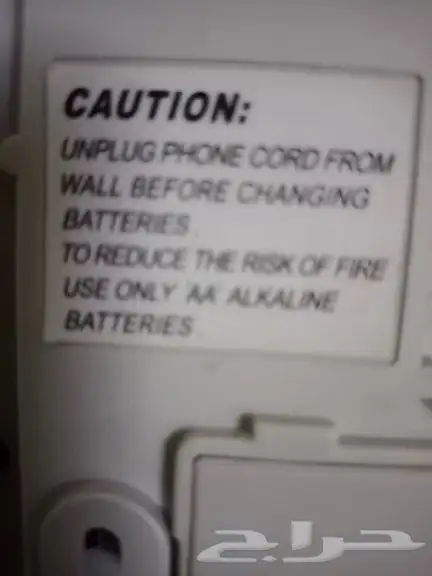 CAUTION:
UNPLUG PHONE CORD FROM
WALL BEFORE CHANGING
BATTERIES.
TO REDUCE THE RISK OF FIRE
USE ONLY 'AA' ALKALINE
BATTERIES
حراج